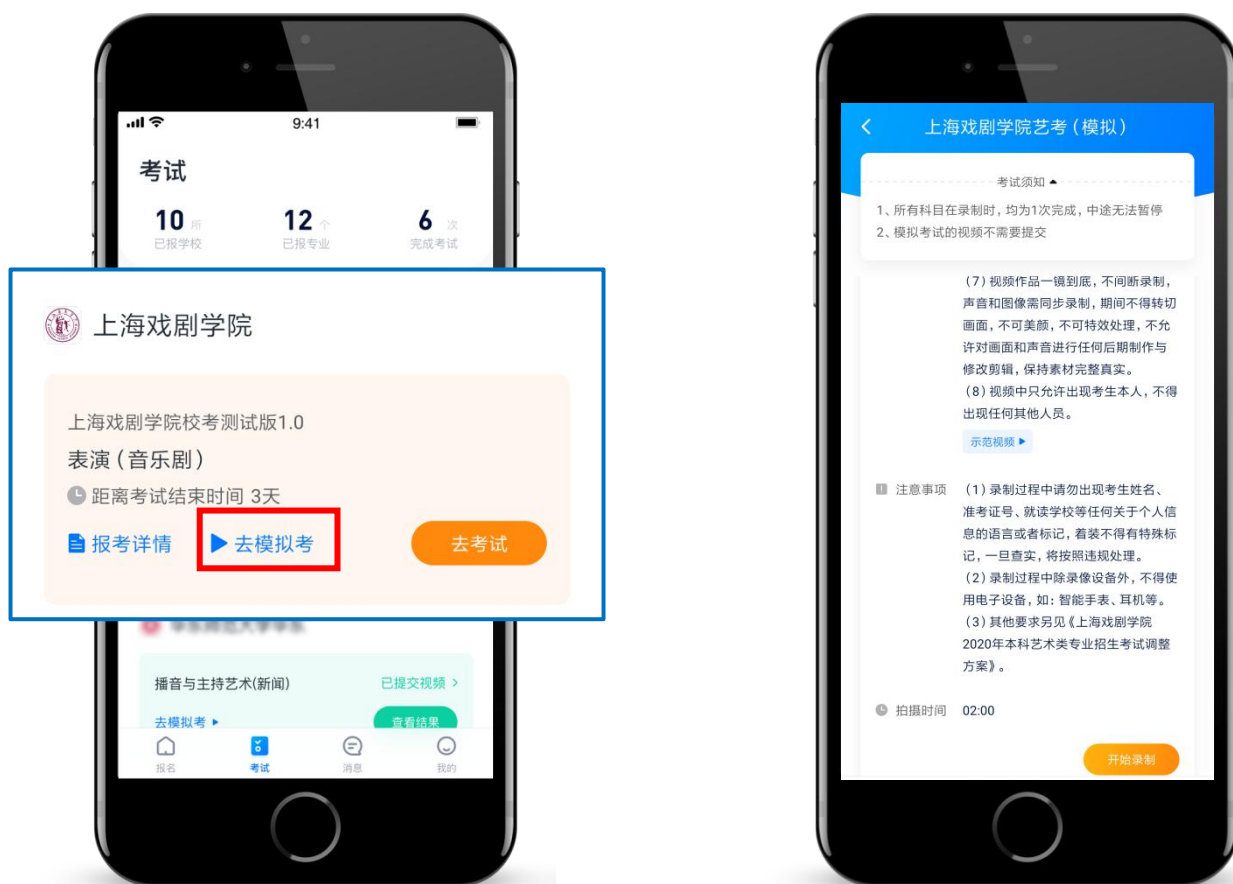 9:41
考试
10 所
已报学校
12 个
已报专业
6 次
完成考试
上海戏剧学院
上海戏剧学院校考测试版1.0
表演（音乐剧）
距离考试结束时间 3天
报考详情
去模拟考
去考试
播音与主持艺术(新闻)
已提交视频 >
去模拟考
查看结果
报名
考试
消息
我的
上海戏剧学院艺考（模拟）
考试须知
1、所有科目在录制时，均为1次完成，中途无法暂停
2、模拟考试的视频不需要提交
（7）视频作品一镜到底，不间断录制，
声音和图像需同步录制，期间不得转切
画面，不可美颜，不可特效处理，不允
许对画面和声音进行任何后期制作与
修改剪辑，保持素材完整真实。
（8）视频中只允许出现考生本人，不得
出现任何其他人员。
示范视频
注意事项
（1）录制过程中请勿出现考生姓名、
准考证号、就读学校等任何关于个人信
息的语言或者标记，着装不得有特殊标
记，一旦查实，将按照违规处理。
（2）录制过程中除录像设备外，不得使
用电子设备，如：智能手表、耳机等。
（3）其他要求另见《上海戏剧学院
2020年本科艺术类专业招生考试调整
方案》。
拍摄时间
02:00
开始录制